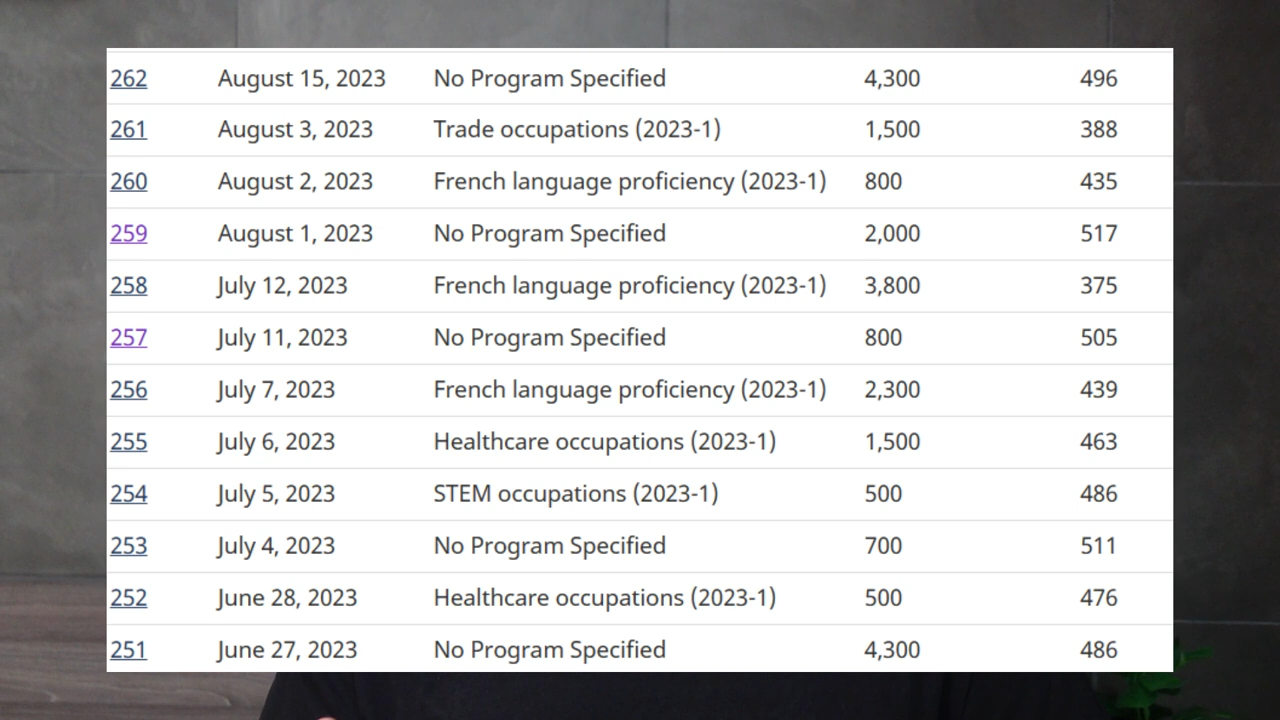 262 August 15, 2023 No Program Specified 4,300 496
261 August 3, 2023 Trade occupations (2023-1) 1,500 388
260 August 2, 2023 French language proficiency (2023-1) 800 435
259 August 1, 2023 No Program Specified 2,000 517
258 July 12, 2023 French language proficiency (2023-1) 3,800 375
257 July 11, 2023 No Program Specified 800 505
256 July 7, 2023 French language proficiency (2023-1) 2,300 439
255 July 6, 2023 Healthcare occupations (2023-1) 1,500 463
254 July 5, 2023 STEM occupations (2023-1) 500 486
253 July 4, 2023 No Program Specified 700 511
252 June 28, 2023 Healthcare occupations (2023-1) 500 476
251 June 27, 2023 No Program Specified 4,300 486